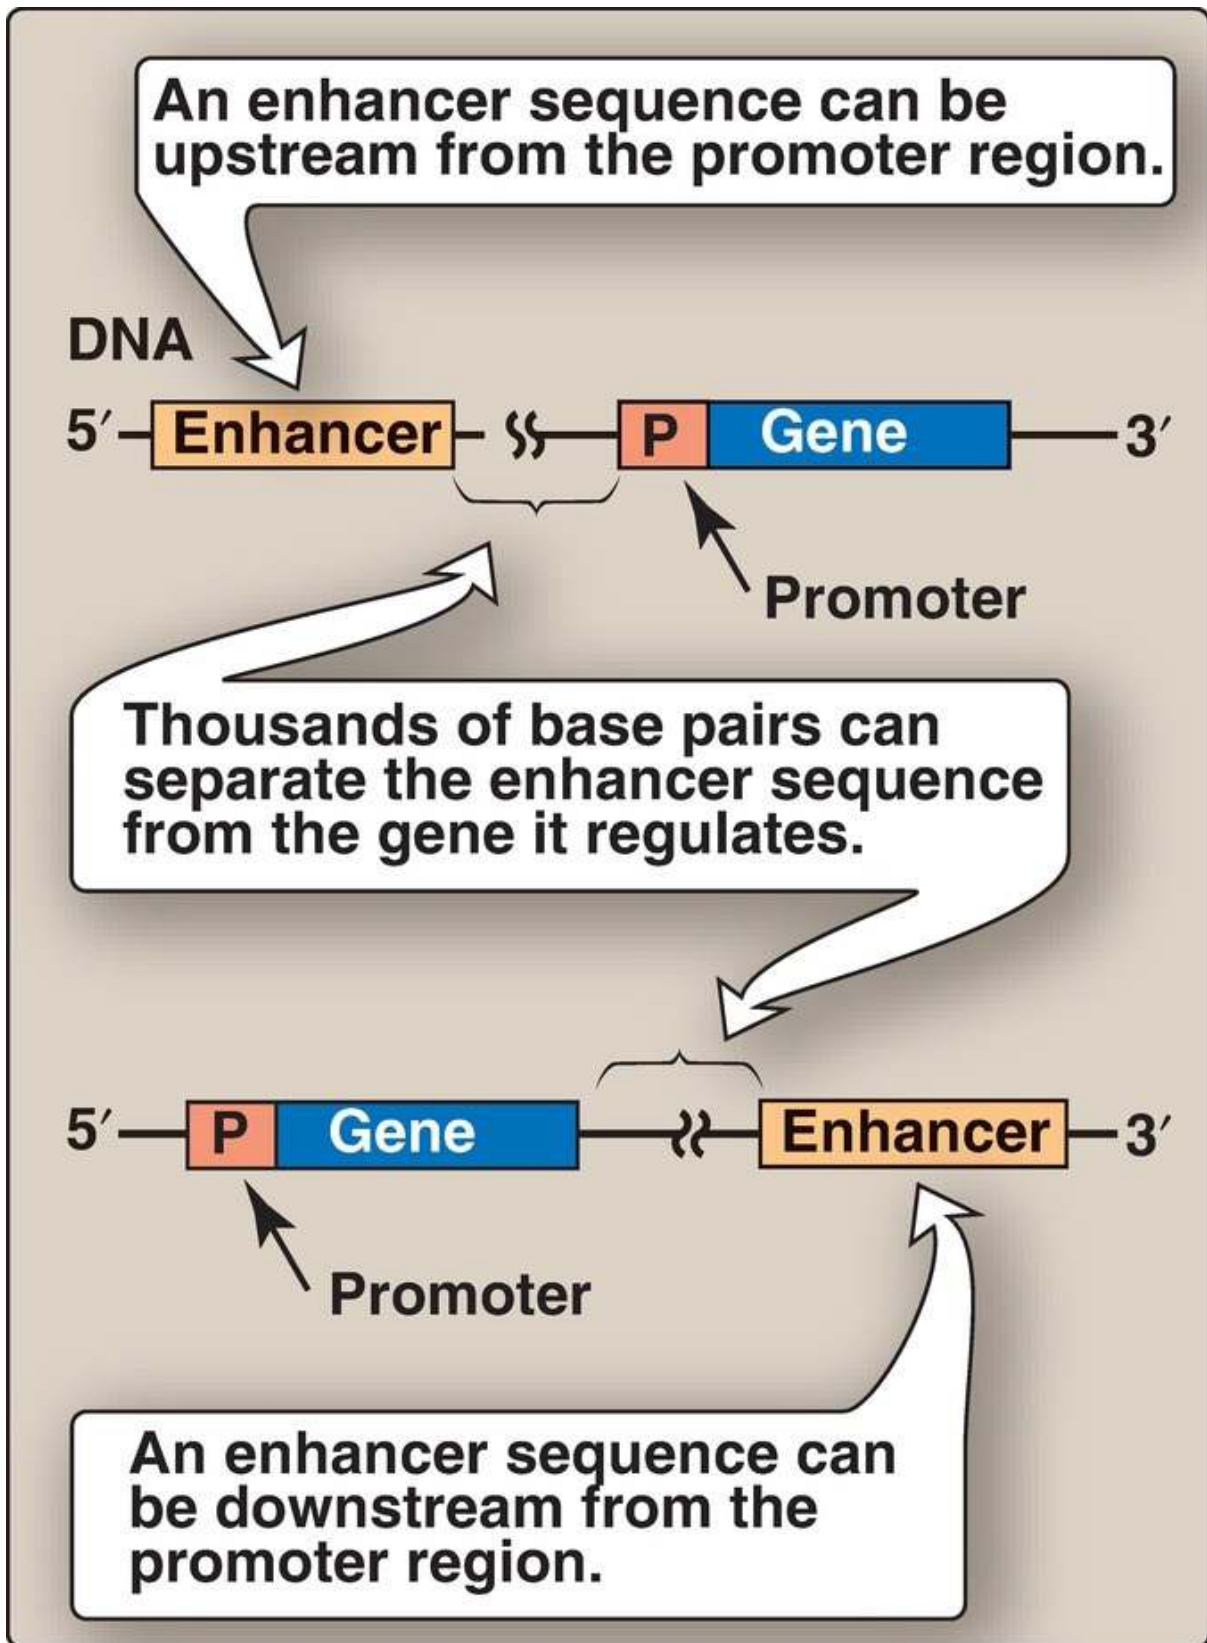 An enhancer sequence can be
upstream from the promoter region.
DNA
5′ Enhancer P Gene 3′
Promoter
Thousands of base pairs can
separate the enhancer sequence
from the gene it regulates.
5′ P Gene Enhancer 3′
Promoter
An enhancer sequence can
be downstream from the
promoter region.